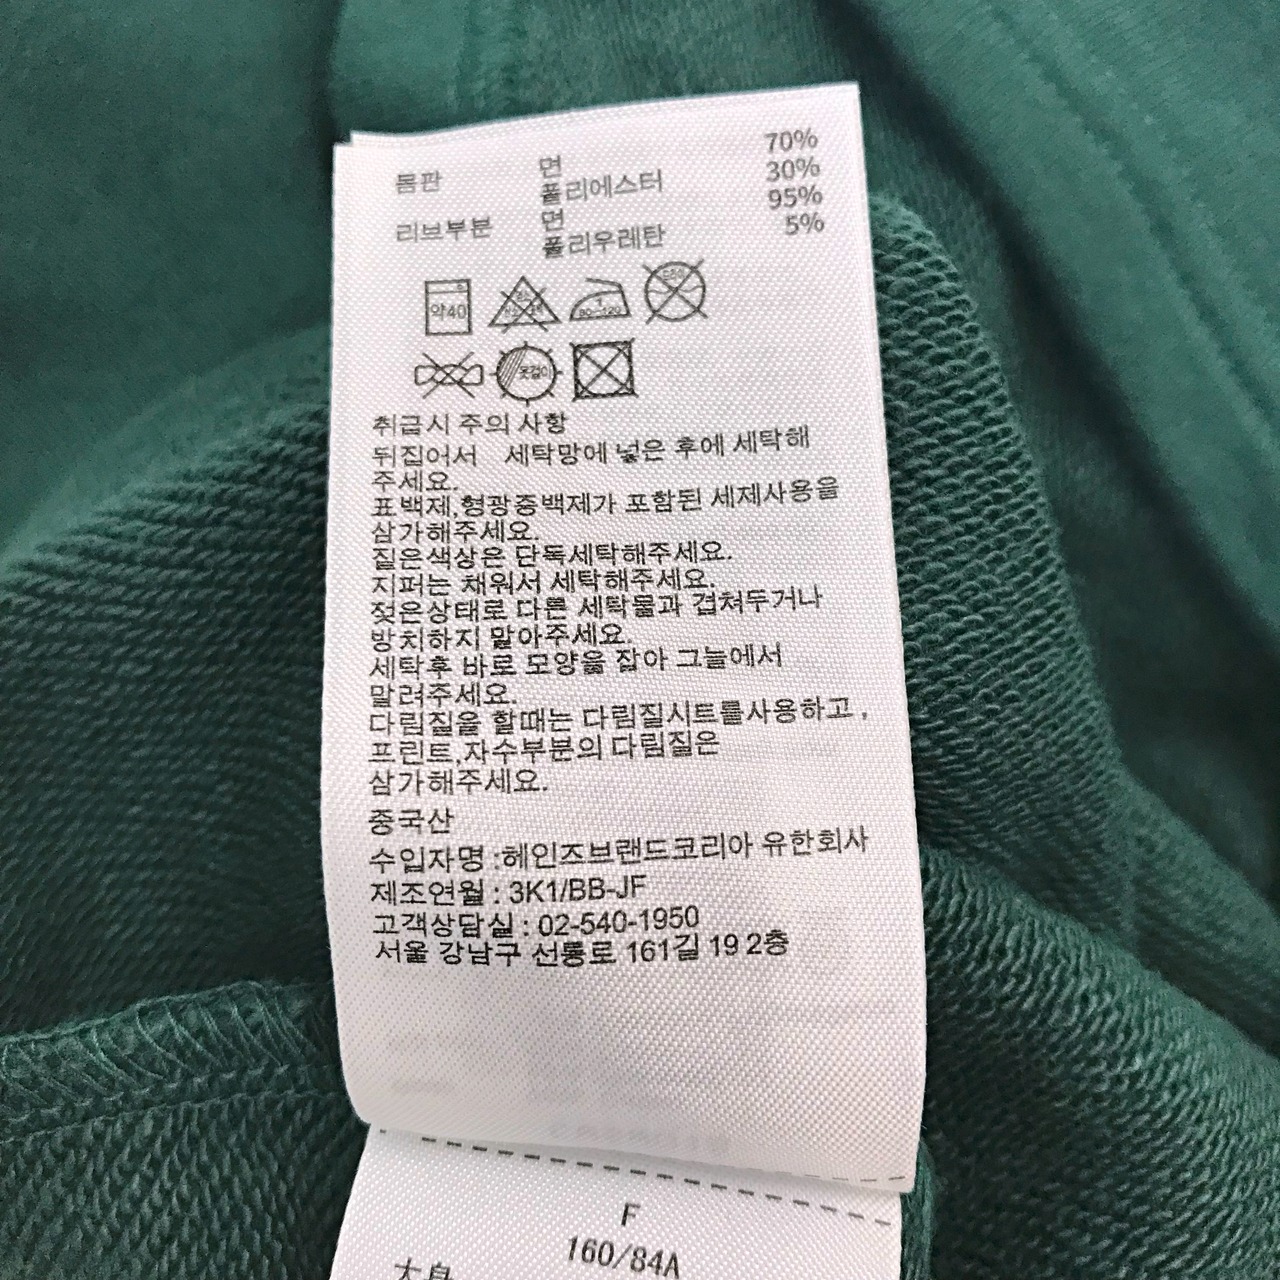 몸판 면 70%
폴리에스터 30%
리브부분 면 95%
폴리우레탄 5%
약40 80~120 드라이
옷걸이
취급시 주의 사항
뒤집어서 세탁망에 넣은 후에 세탁해
주세요.
표백제,형광증백제가 포함된 세제사용을
삼가해주세요.
짙은색상은 단독세탁해주세요.
지퍼는 채워서 세탁해주세요.
젖은상태로 다른 세탁물과 겹쳐두거나
방치하지 말아주세요.
세탁후 바로 모양을 잡아 그늘에서
말려주세요.
다림질을 할때는 다림질시트를사용하고,
프린트,자수부분의 다림질은
삼가해주세요.
중국산
수입자명 :헤인즈브랜드코리아 유한회사
제조연월 : 3K1/BB-JF
고객상담실 : 02-540-1950
서울 강남구 선릉로 161길 19 2층
F
160/84A
大身